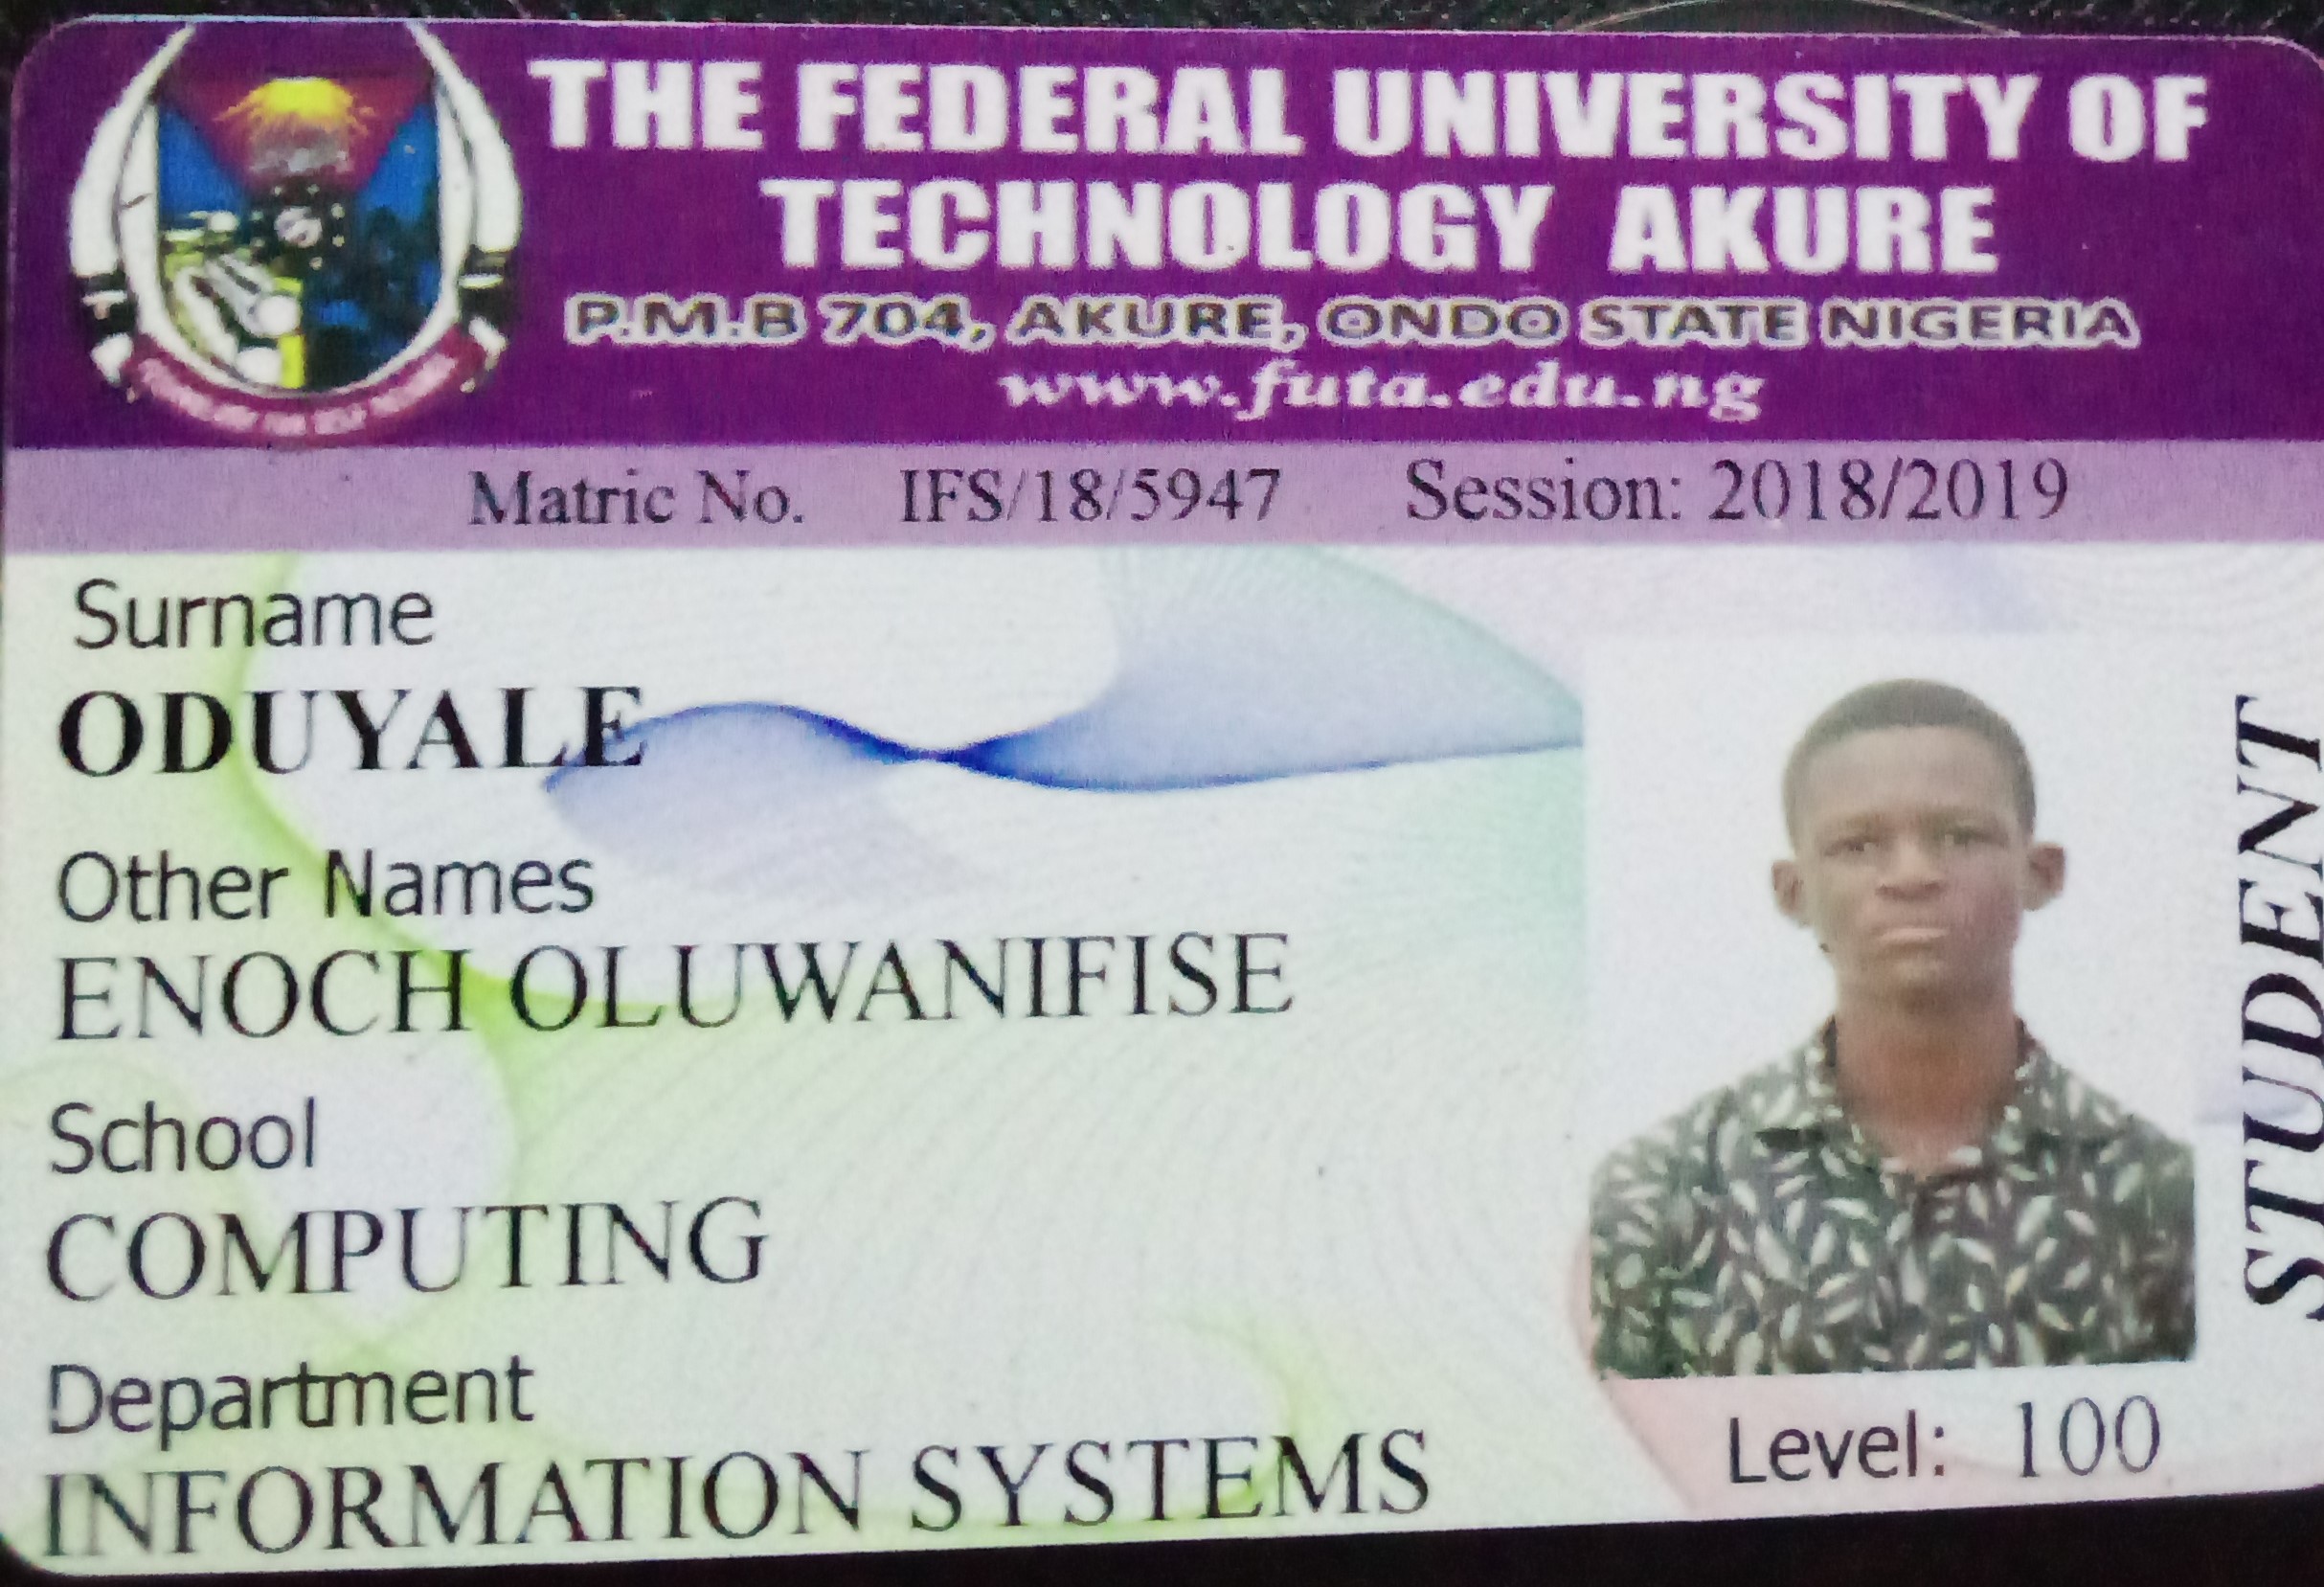 THE FEDERAL UNIVERSITY OF
TECHNOLOGY AKURE
P.M.B 704, AKURE, ONDO STATE NIGERIA
www.futa.edu.ng
Matric No. IFS/18/5947 Session: 2018/2019
Surname
ODUYALE
Other Names
ENOCH OLUWANIFISE
School
COMPUTING
Department
INFORMATION SYSTEMS
Level: 100
STUDENT